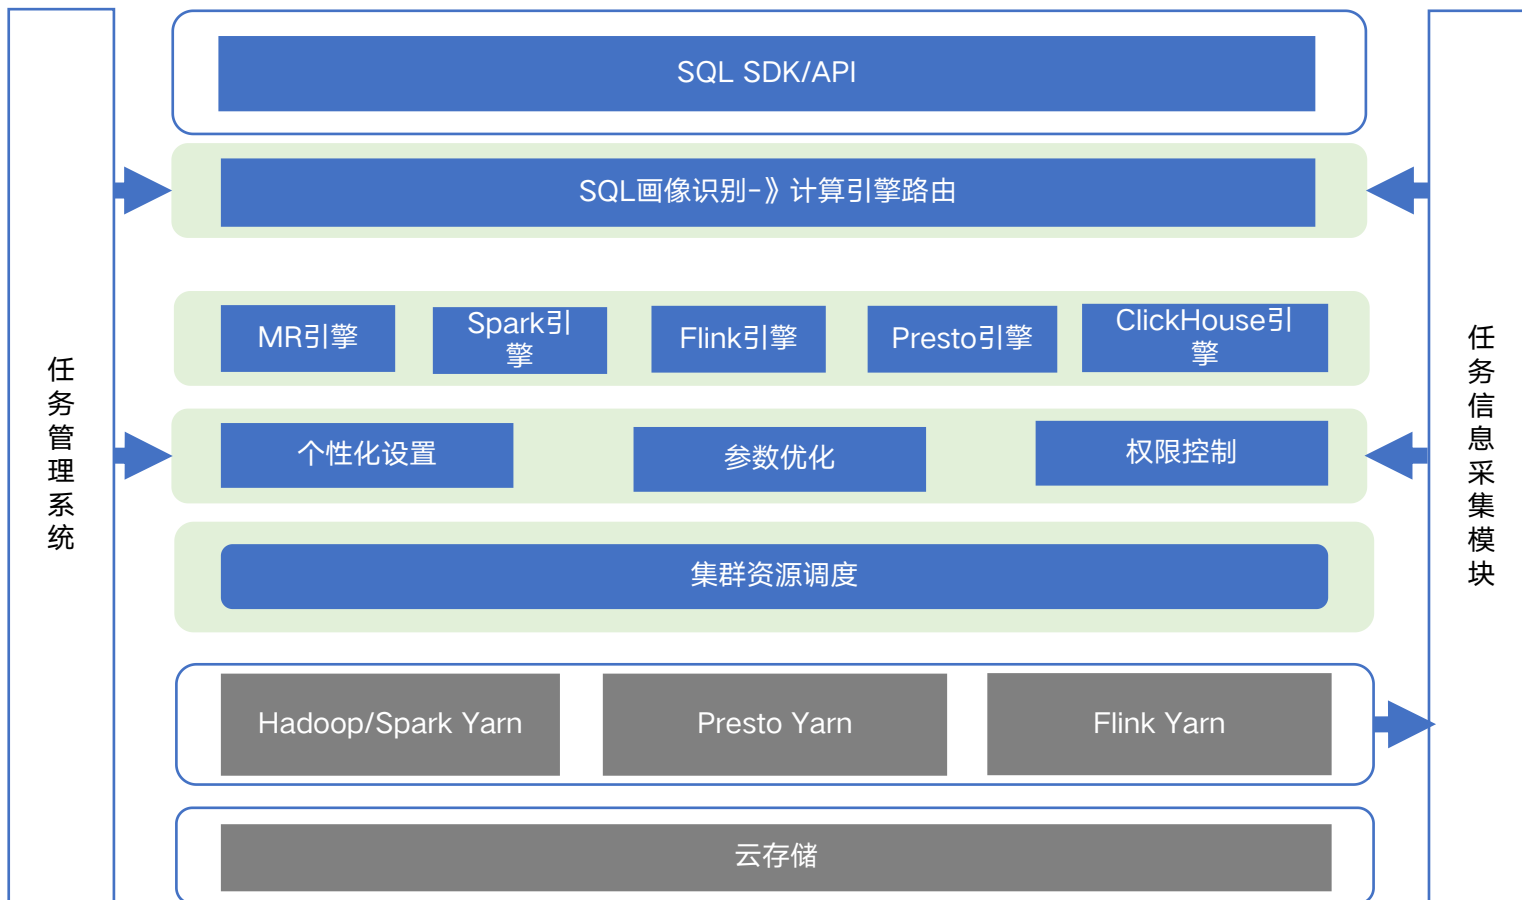 SQL SDK/API
SQL画像识别-》计算引擎路由
MR引擎
Spark引
擎
Flink引擎
Presto引擎
ClickHouse引
擎
个性化设置
参数优化
权限控制
集群资源调度
Hadoop/Spark Yarn
Presto Yarn
Flink Yarn
云存储
任务管理系统
任务信息采集模块